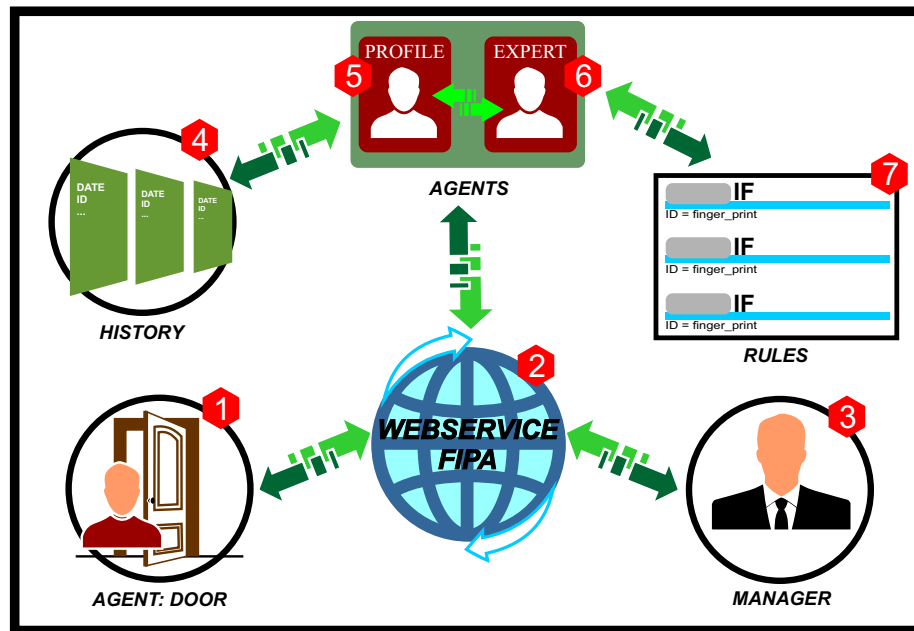 PROFILE
EXPERT
5
6
AGENTS
4
DATE
ID
...
DATE
ID
...
DATE
ID
...
HISTORY
7
IF
ID = finger_print
IF
ID = finger_print
IF
ID = finger_print
RULES
2
WEBSERVICE
FIPA
1
AGENT: DOOR
3
MANAGER